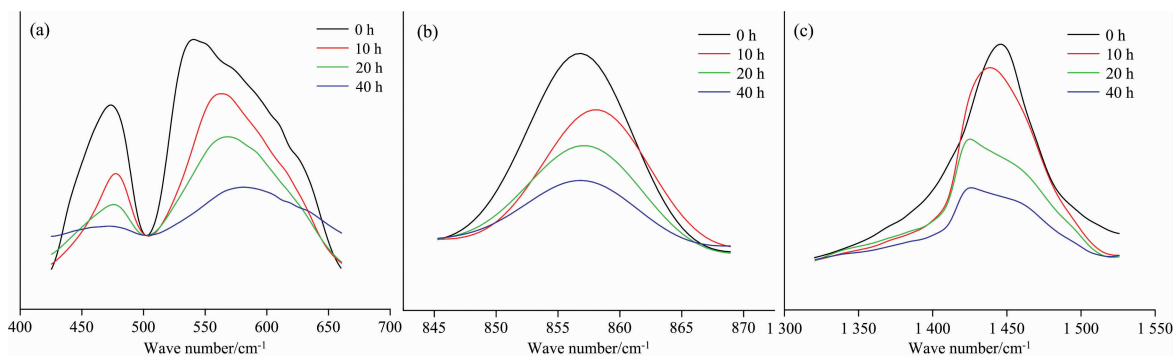 (a)
0 h
10 h
20 h
40 h
400 450 500 550 600 650 700
Wave number/cm-1
(b)
0 h
10 h
20 h
40 h
845 850 855 860 865 870
Wave number/cm-1
(c)
0 h
10 h
20 h
40 h
1 300 1 350 1 400 1 450 1 500 1 550
Wave number/cm-1